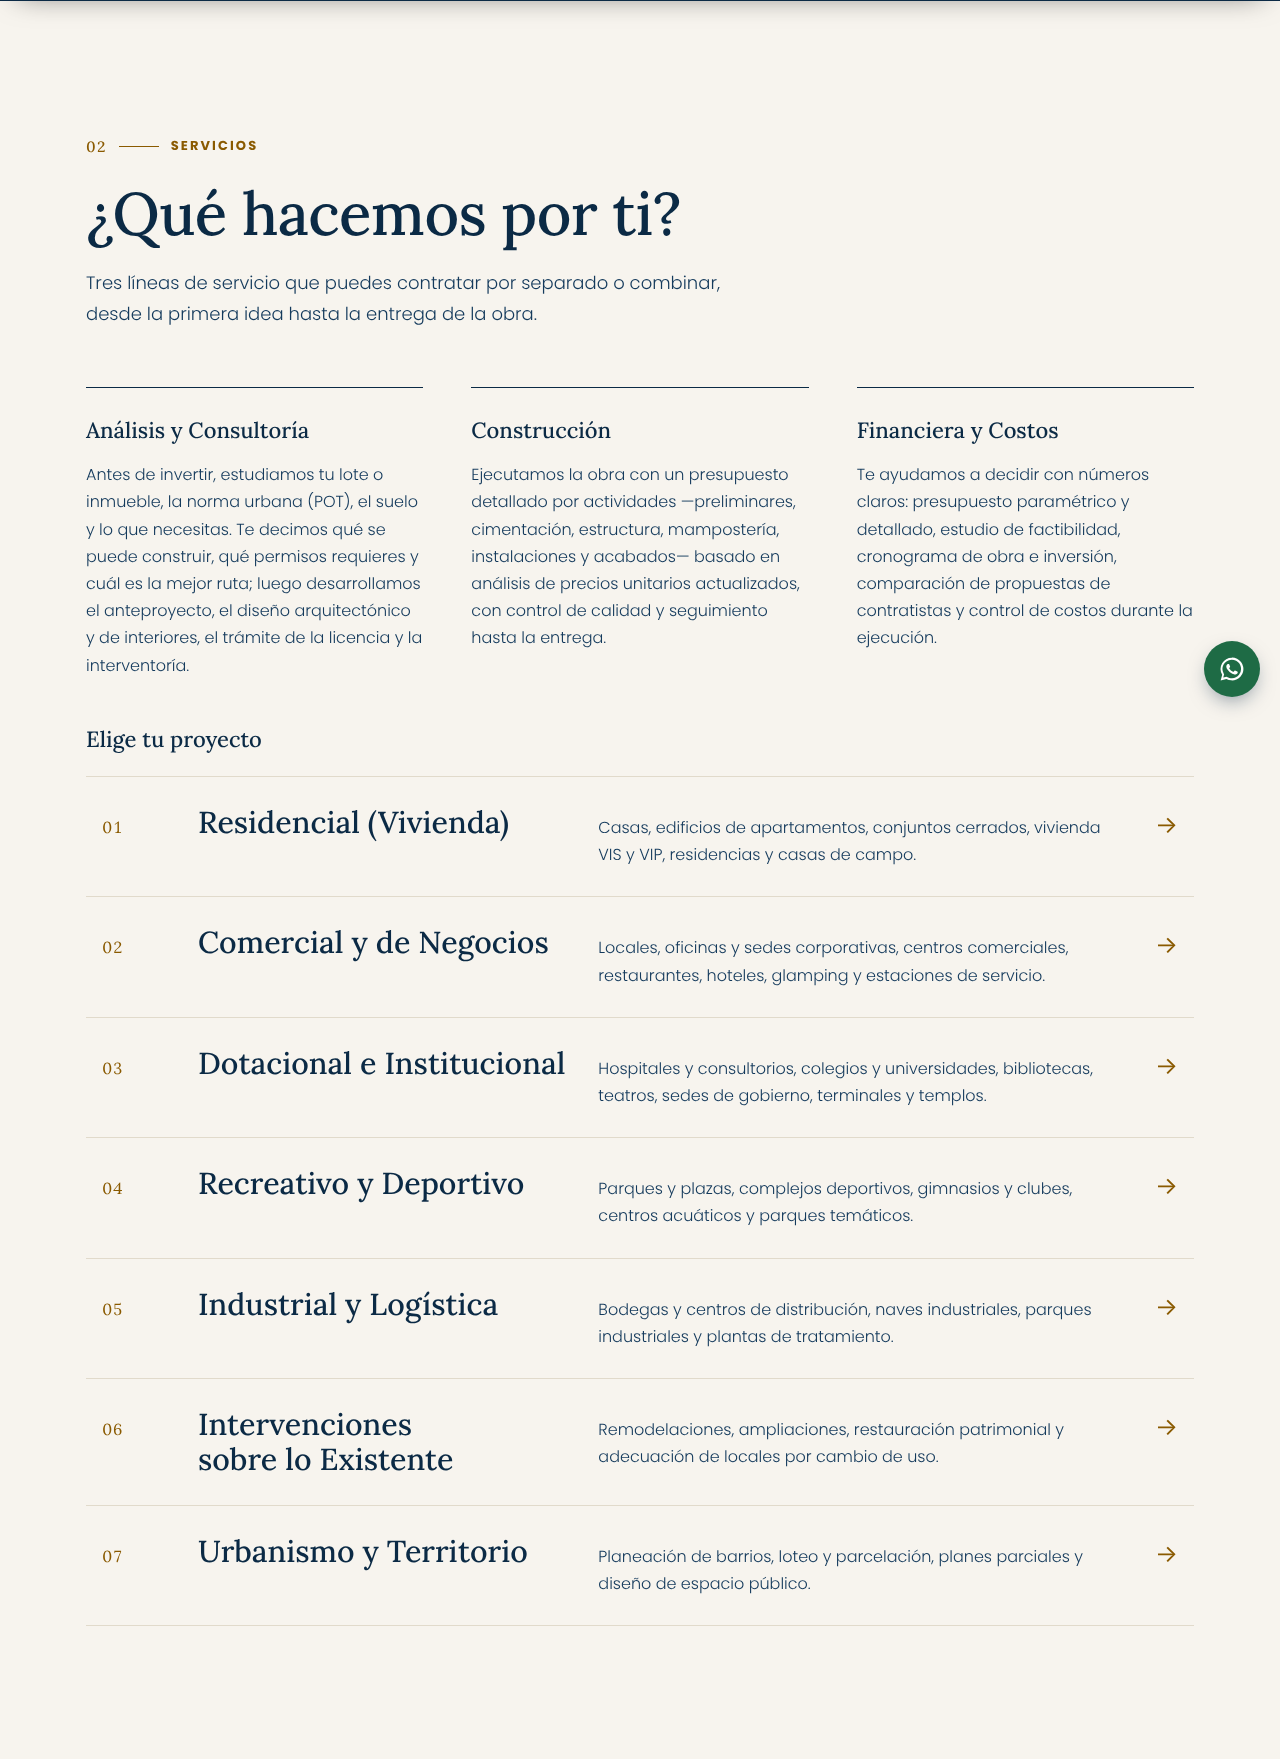 02 SERVICIOS
¿Qué hacemos por ti?
Tres líneas de servicio que puedes contratar por separado o combinar,
desde la primera idea hasta la entrega de la obra.
Análisis y Consultoría
Antes de invertir, estudiamos tu lote o
inmueble, la norma urbana (POT), el suelo
y lo que necesitas. Te decimos qué se
puede construir, qué permisos requieres y
cuál es la mejor ruta; luego desarrollamos
el anteproyecto, el diseño arquitectónico
y de interiores, el trámite de la licencia y la
interventoría.
Construcción
Ejecutamos la obra con un presupuesto
detallado por actividades —preliminares,
cimentación, estructura, mampostería,
instalaciones y acabados— basado en
análisis de precios unitarios actualizados,
con control de calidad y seguimiento
hasta la entrega.
Financiera y Costos
Te ayudamos a decidir con números
claros: presupuesto paramétrico y
detallado, estudio de factibilidad,
cronograma de obra e inversión,
comparación de propuestas de
contratistas y control de costos durante la
ejecución.
Elige tu proyecto
01
Residencial (Vivienda)
Casas, edificios de apartamentos, conjuntos cerrados, vivienda
VIS y VIP, residencias y casas de campo.
02
Comercial y de Negocios
Locales, oficinas y sedes corporativas, centros comerciales,
restaurantes, hoteles, glamping y estaciones de servicio.
03
Dotacional e Institucional
Hospitales y consultorios, colegios y universidades, bibliotecas,
teatros, sedes de gobierno, terminales y templos.
04
Recreativo y Deportivo
Parques y plazas, complejos deportivos, gimnasios y clubes,
centros acuáticos y parques temáticos.
05
Industrial y Logística
Bodegas y centros de distribución, naves industriales, parques
industriales y plantas de tratamiento.
06
Intervenciones
sobre lo Existente
Remodelaciones, ampliaciones, restauración patrimonial y
adecuación de locales por cambio de uso.
07
Urbanismo y Territorio
Planeación de barrios, loteo y parcelación, planes parciales y
diseño de espacio público.